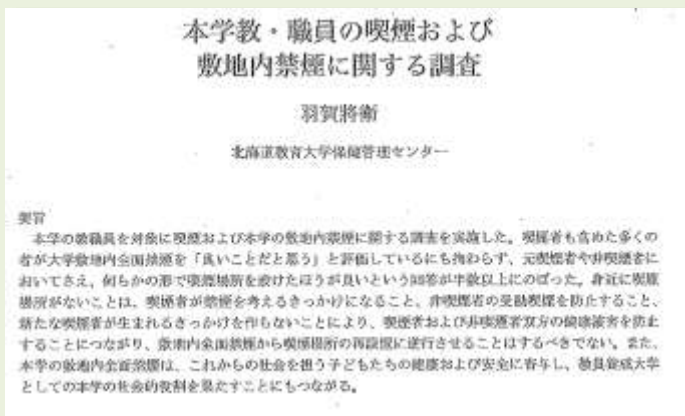 本学教・職員の喫煙および
敷地内禁煙に関する調査
羽賀將衛
北海道教育大学保健管理センター
要旨
本学の教職員を対象に喫煙および本学の敷地内禁煙に関する調査を実施した。喫煙者も含めた多くの
者が大学敷地内全面禁煙を「良いことだと思う」と評価しているにも拘わらず、元喫煙者や非喫煙者に
おいてさえ、何らかの形で喫煙場所を設けたほうが良いという回答が半数以上にのぼった。身近に喫煙
場所がないことは、喫煙者が禁煙を考えるきっかけになること、非喫煙者の受動喫煙を防止すること、
新たな喫煙者が生まれるきっかけを作らないことにより、喫煙者および非喫煙者双方の健康被害を防止
することにつながり、敷地内全面禁煙から喫煙場所の再設置に逆行させることはするべきでない。また、
本学の敷地内全面禁煙は、これからの社会を担う子どもたちの健康および安全に寄与し、教員養成大学
としての本学の社会的役割を果たすことにもつながる。